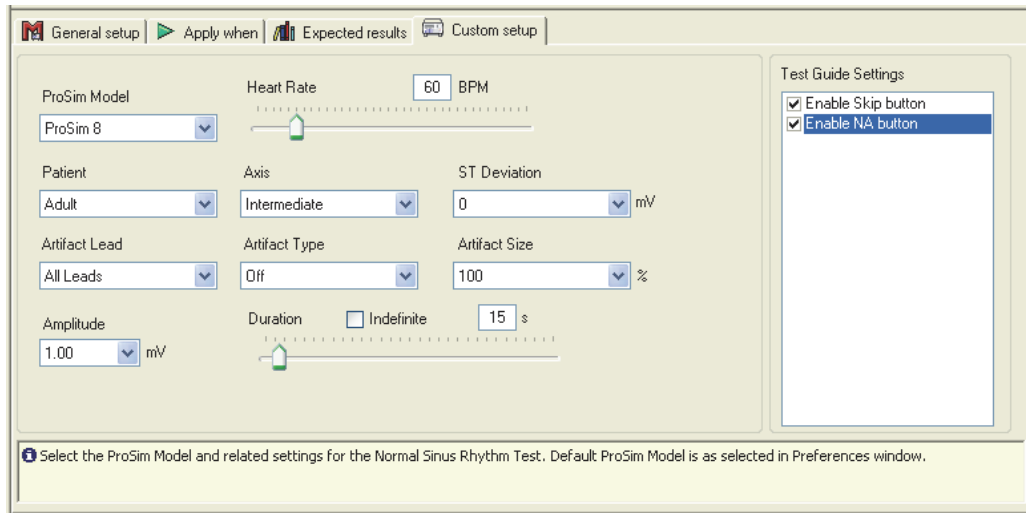 General setup Apply when Expected results Custom setup
ProSim Model
ProSim 8
Heart Rate 60 BPM
Patient
Adult
Axis
Intermediate
ST Deviation
0 mV
Artifact Lead
All Leads
Artifact Type
Off
Artifact Size
100 %
Amplitude
1.00 mV
Duration Indefinite 15 s
Test Guide Settings
Enable Skip button
Enable NA button
Select the ProSim Model and related settings for the Normal Sinus Rhythm Test. Default ProSim Model is as selected in Preferences window.